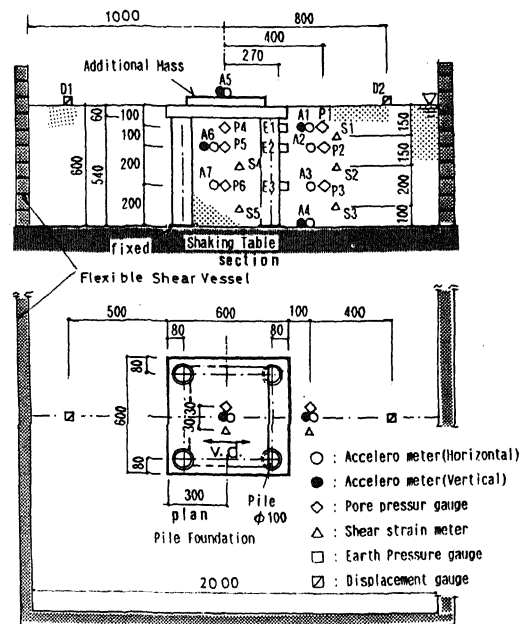 1000
800
400
270
A5
Additional Mass
D1
D2
60
100
100
200
200
600
540
A6
A7
P4
P5
S4
P6
S5
E1
E2
E3
A1
P1
S1
A2
P2
S2
A3
P3
S3
A4
150
150
200
100
fixed
Shaking Table
section
Flexible Shear Vessel
500
600
100
400
80
80
80
600
80
30 30
v. d.
300
plan
Pile
ϕ100
Pile Foundation
2000
○ : Accelero meter(Horizontal)
● : Accelero meter(Vertical)
◇ : Pore pressur gauge
△ : Shear strain meter
□ : Earth Pressure gauge
: Displacement gauge